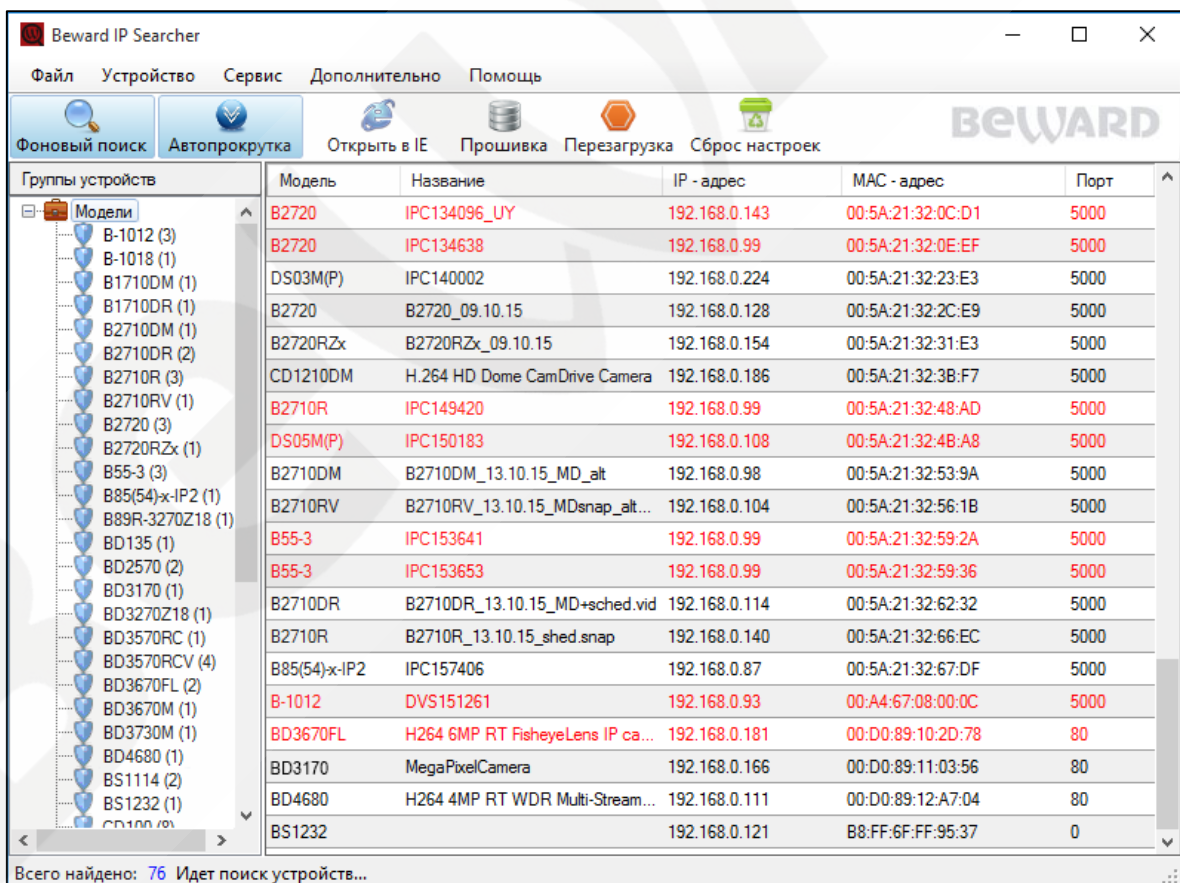 Beward IP Searcher
Файл Устройство Сервис Дополнительно Помощь
Фоновый поиск Автопрокрутка Открыть в IE Прошивка Перезагрузка Сброс настроек BEWARD
Группы устройств
Модели
B-1012 (3)
B-1018 (1)
B1710DM (1)
B1710DR (1)
B2710DM (1)
B2710DR (2)
B2710R (3)
B2710RV (1)
B2720 (3)
B2720RZx (1)
B55-3 (3)
B85(54)-x-IP2 (1)
B89R-3270Z18 (1)
BD135 (1)
BD2570 (2)
BD3170 (1)
BD3270Z18 (1)
BD3570RC (1)
BD3570RCV (4)
BD3670FL (2)
BD3670M (1)
BD3730M (1)
BD4680 (1)
BS1114 (2)
BS1232 (1)
CD100 (8)
Модель Название IP - адрес MAC - адрес Порт
B2720 IPC134096_UY 192.168.0.143 00:5A:21:32:0C:D1 5000
B2720 IPC134638 192.168.0.99 00:5A:21:32:0E:EF 5000
DS03M(P) IPC140002 192.168.0.224 00:5A:21:32:23:E3 5000
B2720 B2720_09.10.15 192.168.0.128 00:5A:21:32:2C:E9 5000
B2720RZx B2720RZx_09.10.15 192.168.0.154 00:5A:21:32:31:E3 5000
CD1210DM H.264 HD Dome CamDrive Camera 192.168.0.186 00:5A:21:32:3B:F7 5000
B2710R IPC149420 192.168.0.99 00:5A:21:32:48:AD 5000
DS05M(P) IPC150183 192.168.0.108 00:5A:21:32:4B:A8 5000
B2710DM B2710DM_13.10.15_MD_alt 192.168.0.98 00:5A:21:32:53:9A 5000
B2710RV B2710RV_13.10.15_MDsnap_alt... 192.168.0.104 00:5A:21:32:56:1B 5000
B55-3 IPC153641 192.168.0.99 00:5A:21:32:59:2A 5000
B55-3 IPC153653 192.168.0.99 00:5A:21:32:59:36 5000
B2710DR B2710DR_13.10.15_MD+sched.vid 192.168.0.114 00:5A:21:32:62:32 5000
B2710R B2710R_13.10.15_shed.snap 192.168.0.140 00:5A:21:32:66:EC 5000
B85(54)-x-IP2 IPC157406 192.168.0.87 00:5A:21:32:67:DF 5000
B-1012 DVS151261 192.168.0.93 00:A4:67:08:00:0C 5000
BD3670FL H264 6MP RT FisheyeLens IP ca... 192.168.0.181 00:D0:89:10:2D:78 80
BD3170 MegaPixelCamera 192.168.0.166 00:D0:89:11:03:56 80
BD4680 H264 4MP RT WDR Multi-Stream... 192.168.0.111 00:D0:89:12:A7:04 80
BS1232 192.168.0.121 B8:FF:6F:FF:95:37 0
Всего найдено: 76 Идет поиск устройств...